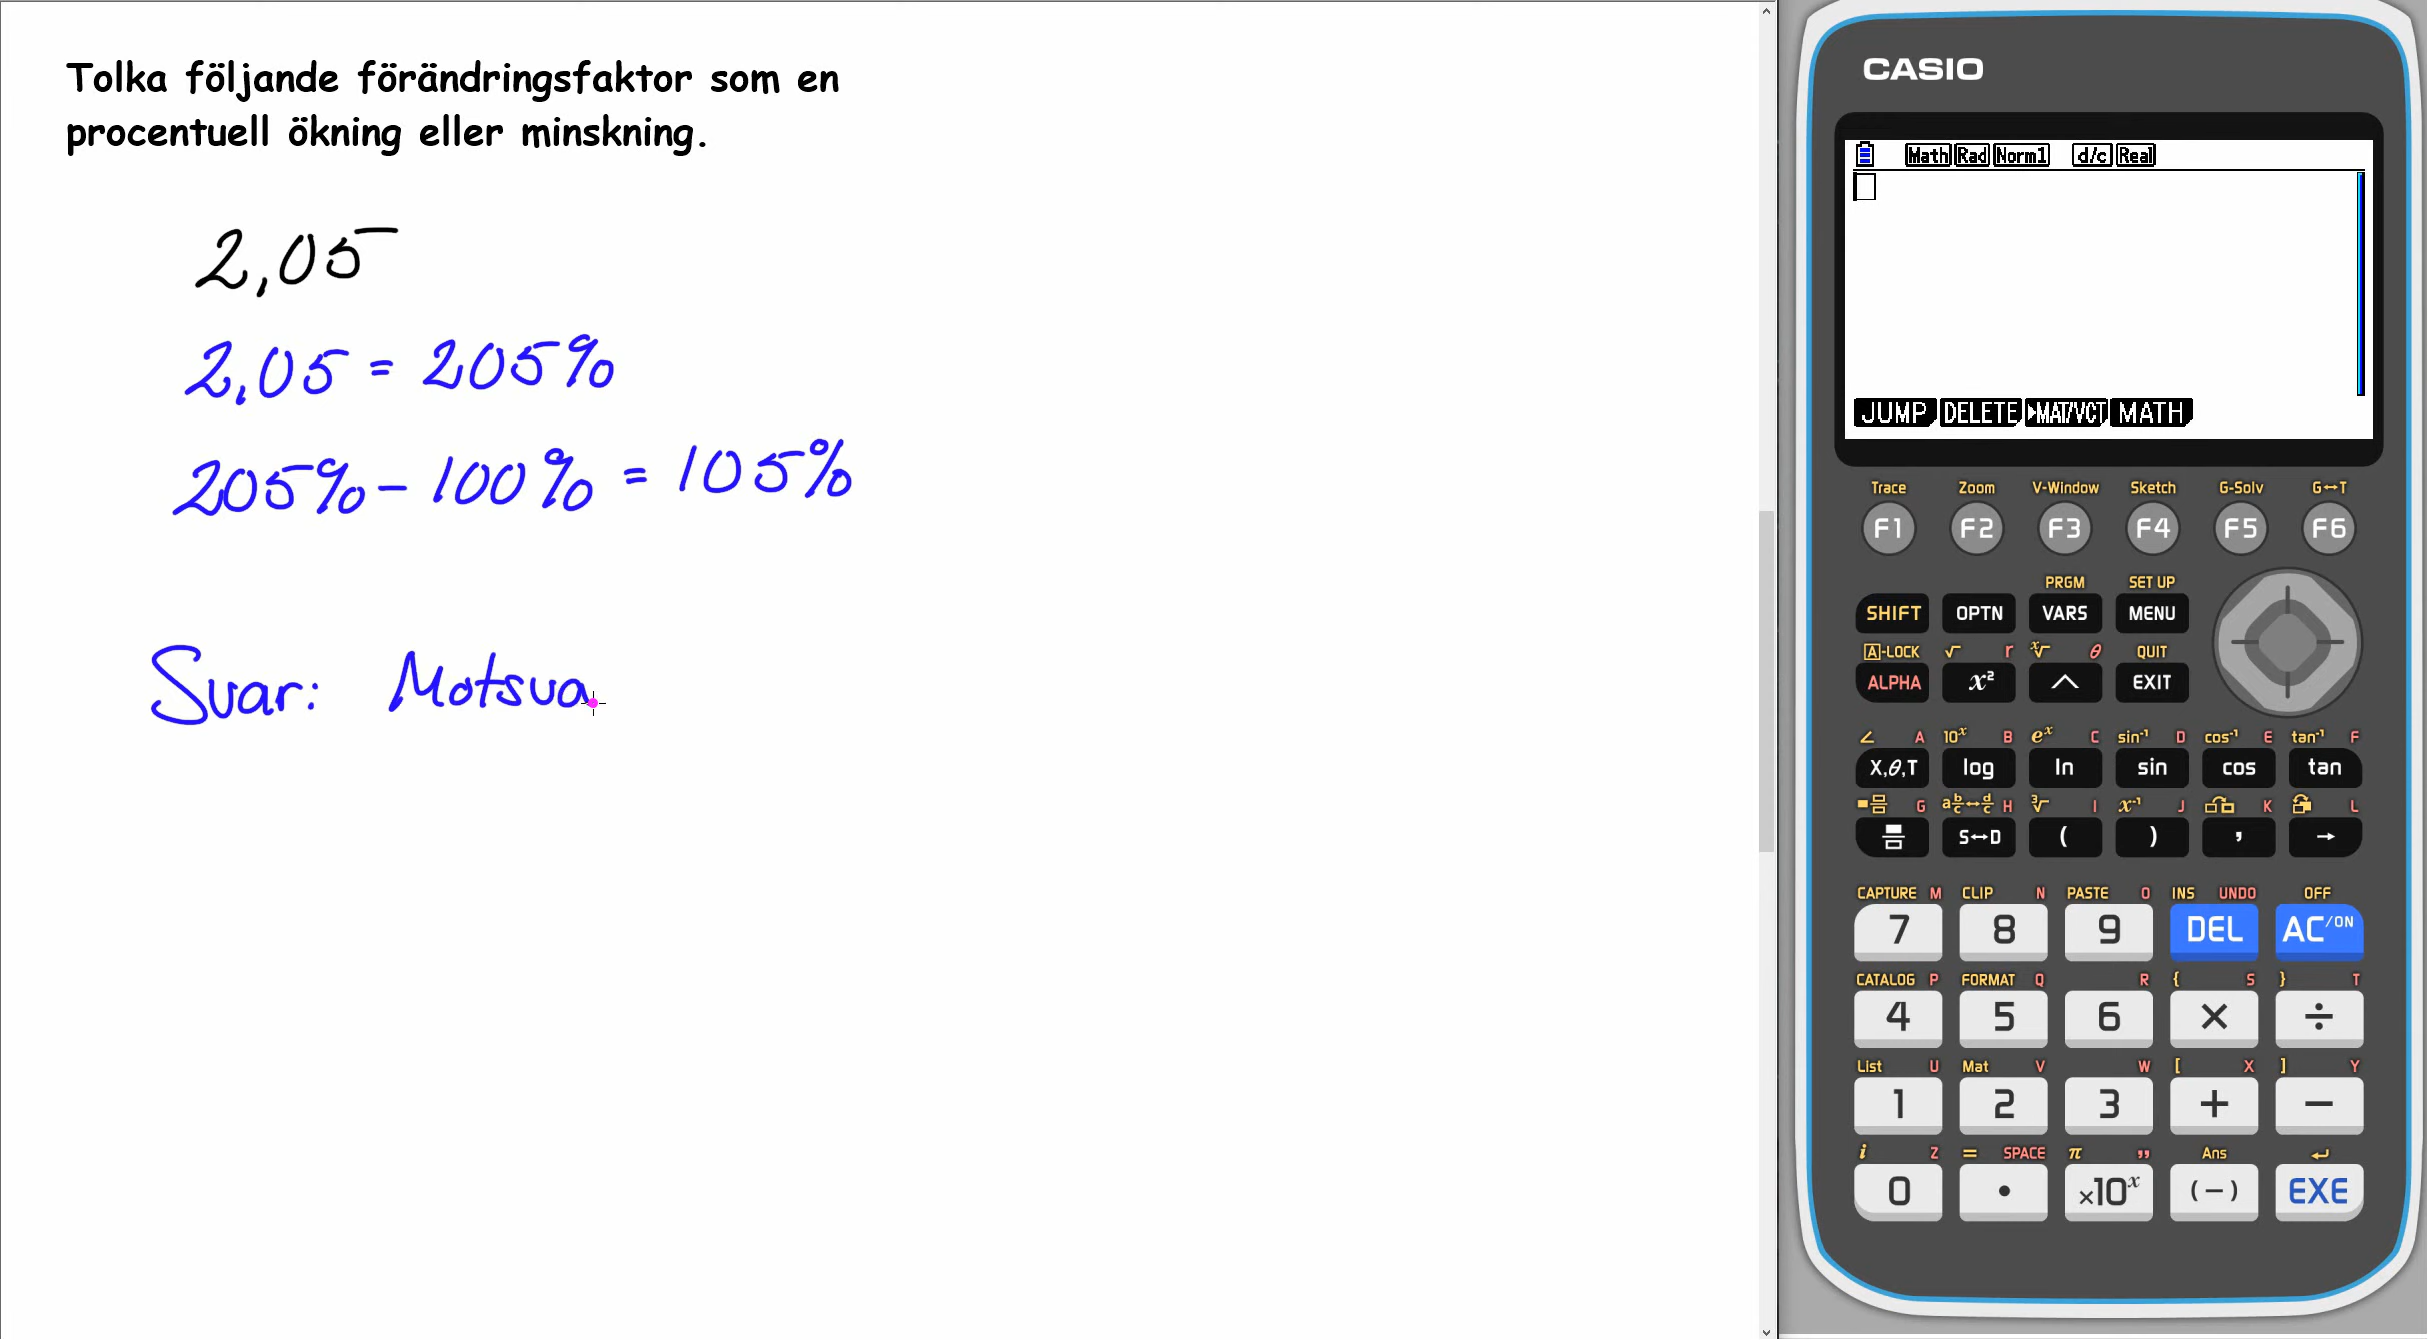 Tolka följande förändringsfaktor som en
procentuell ökning eller minskning.
2,05
2,05 = 205%
205% - 100% = 105%
Svar: Motsva
CASIO
Math Rad Norm1 d/c Real
JUMP DELETE ▶MAT/VCT MATH
Trace Zoom V-Window Sketch G-Solv G↔T
F1 F2 F3 F4 F5 F6
PRGM SET UP
SHIFT OPTN VARS MENU
A-LOCK √ r ˣ√ θ QUIT
ALPHA x² ^ EXIT
∠ A 10ˣ B eˣ C sin⁻¹ D cos⁻¹ E tan⁻¹ F
X,θ,T log ln sin cos tan
G a b/c↔d/c H ³√ I x⁻¹ J K L
S↔D ( ) , →
CAPTURE M CLIP N PASTE O INS UNDO OFF
7 8 9 DEL AC/ON
CATALOG P FORMAT Q R { S } T
4 5 6 × ÷
List U Mat V W [ X ] Y
1 2 3 + −
i Z = SPACE π " Ans ↵
0 • ×10ˣ (−) EXE